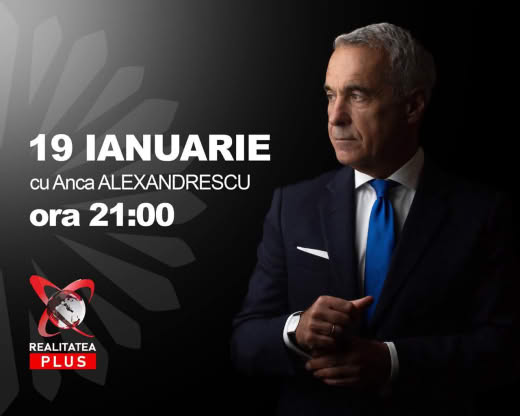 19 IANUARIE
cu Anca ALEXANDRESCU
ora 21:00
REALITATEA
PLUS